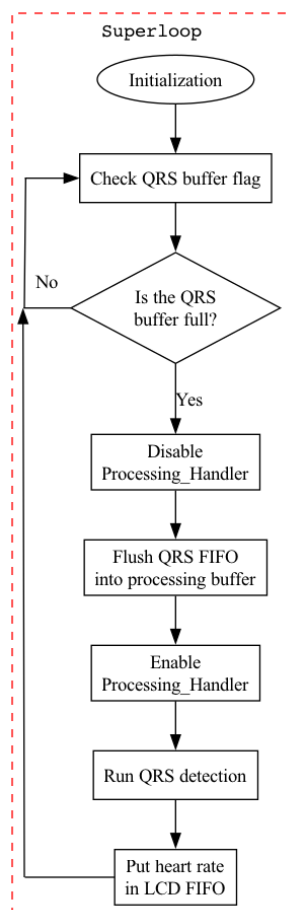 Superloop
Initialization
Check QRS buffer flag
No
Is the QRS
buffer full?
Yes
Disable
Processing_Handler
Flush QRS FIFO
into processing buffer
Enable
Processing_Handler
Run QRS detection
Put heart rate
in LCD FIFO